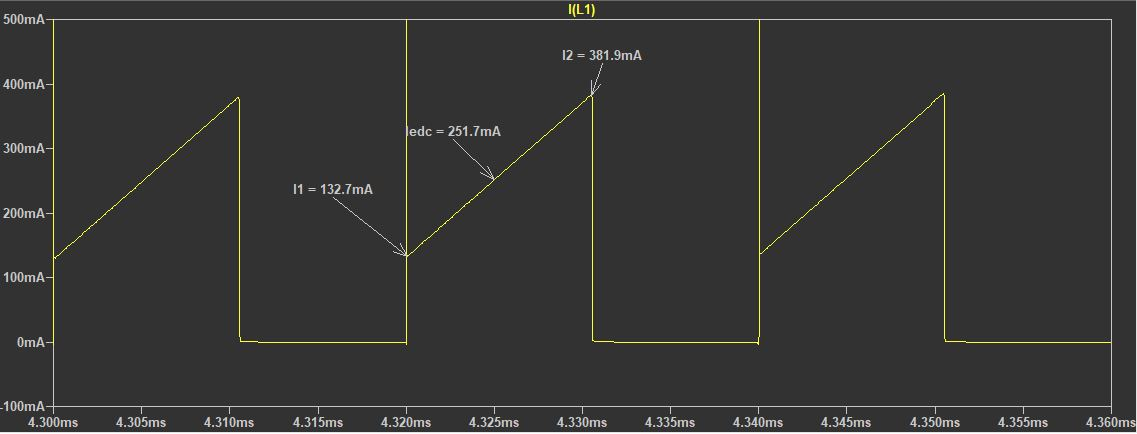 I(L1)
500mA
400mA
300mA
200mA
100mA
0mA
-100mA
I2 = 381.9mA
Iedc = 251.7mA
I1 = 132.7mA
4.300ms 4.305ms 4.310ms 4.315ms 4.320ms 4.325ms 4.330ms 4.335ms 4.340ms 4.345ms 4.350ms 4.355ms 4.360ms